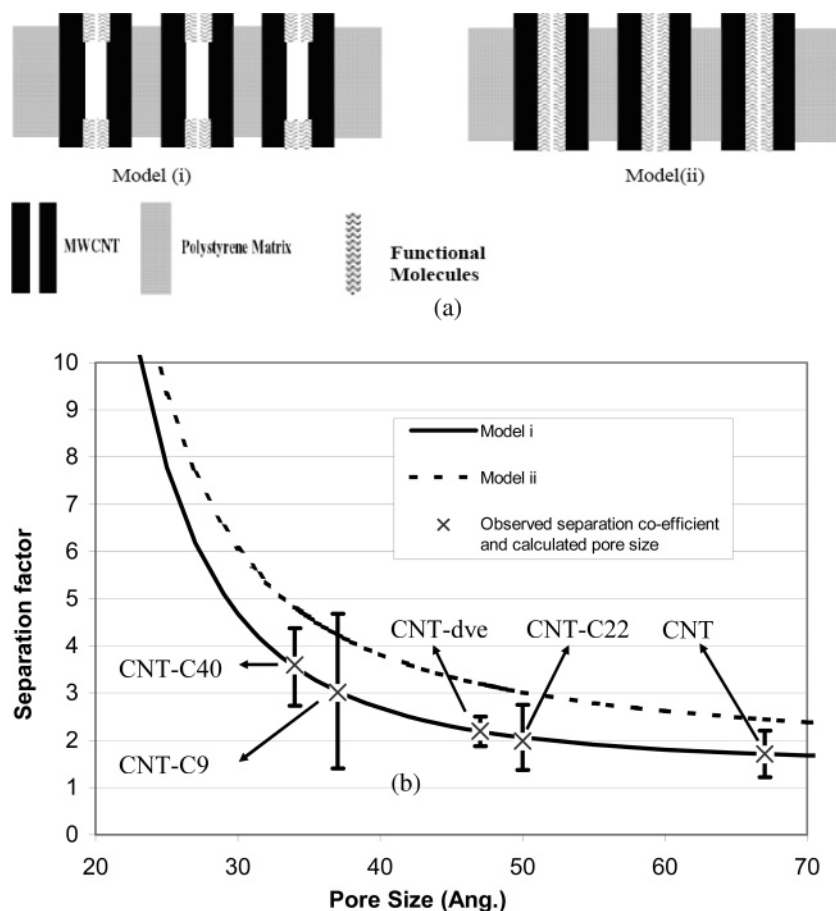 Model (i)
Model(ii)
MWCNT
Polystyrene Matrix
Functional
Molecules
(a)
10
9
8
7
6
5
4
3
2
1
0
Separation factor
Model i
Model ii
Observed separation co-efficient
and calculated pore size
CNT-C40
CNT-C9
CNT-dve
CNT-C22
CNT
(b)
20
30
40
50
60
70
Pore Size (Ang.)